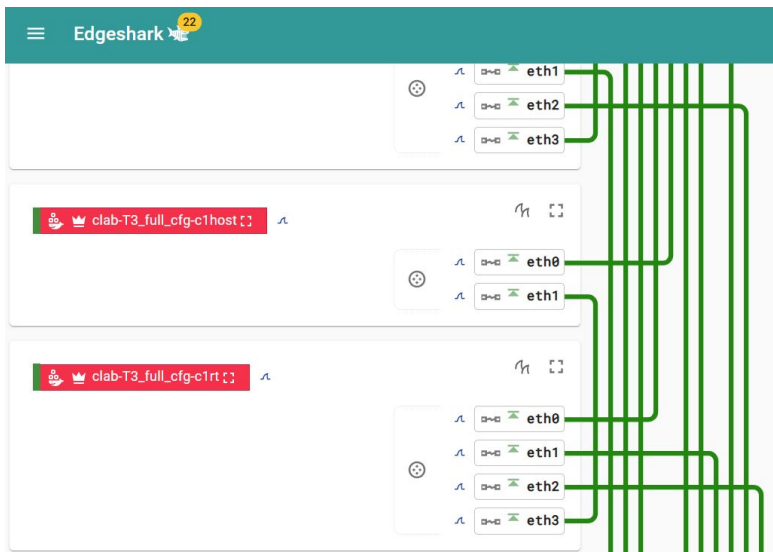 Edgeshark
22
eth1
eth2
eth3
clab-T3_full_cfg-c1host
eth0
eth1
clab-T3_full_cfg-c1rt
eth0
eth1
eth2
eth3